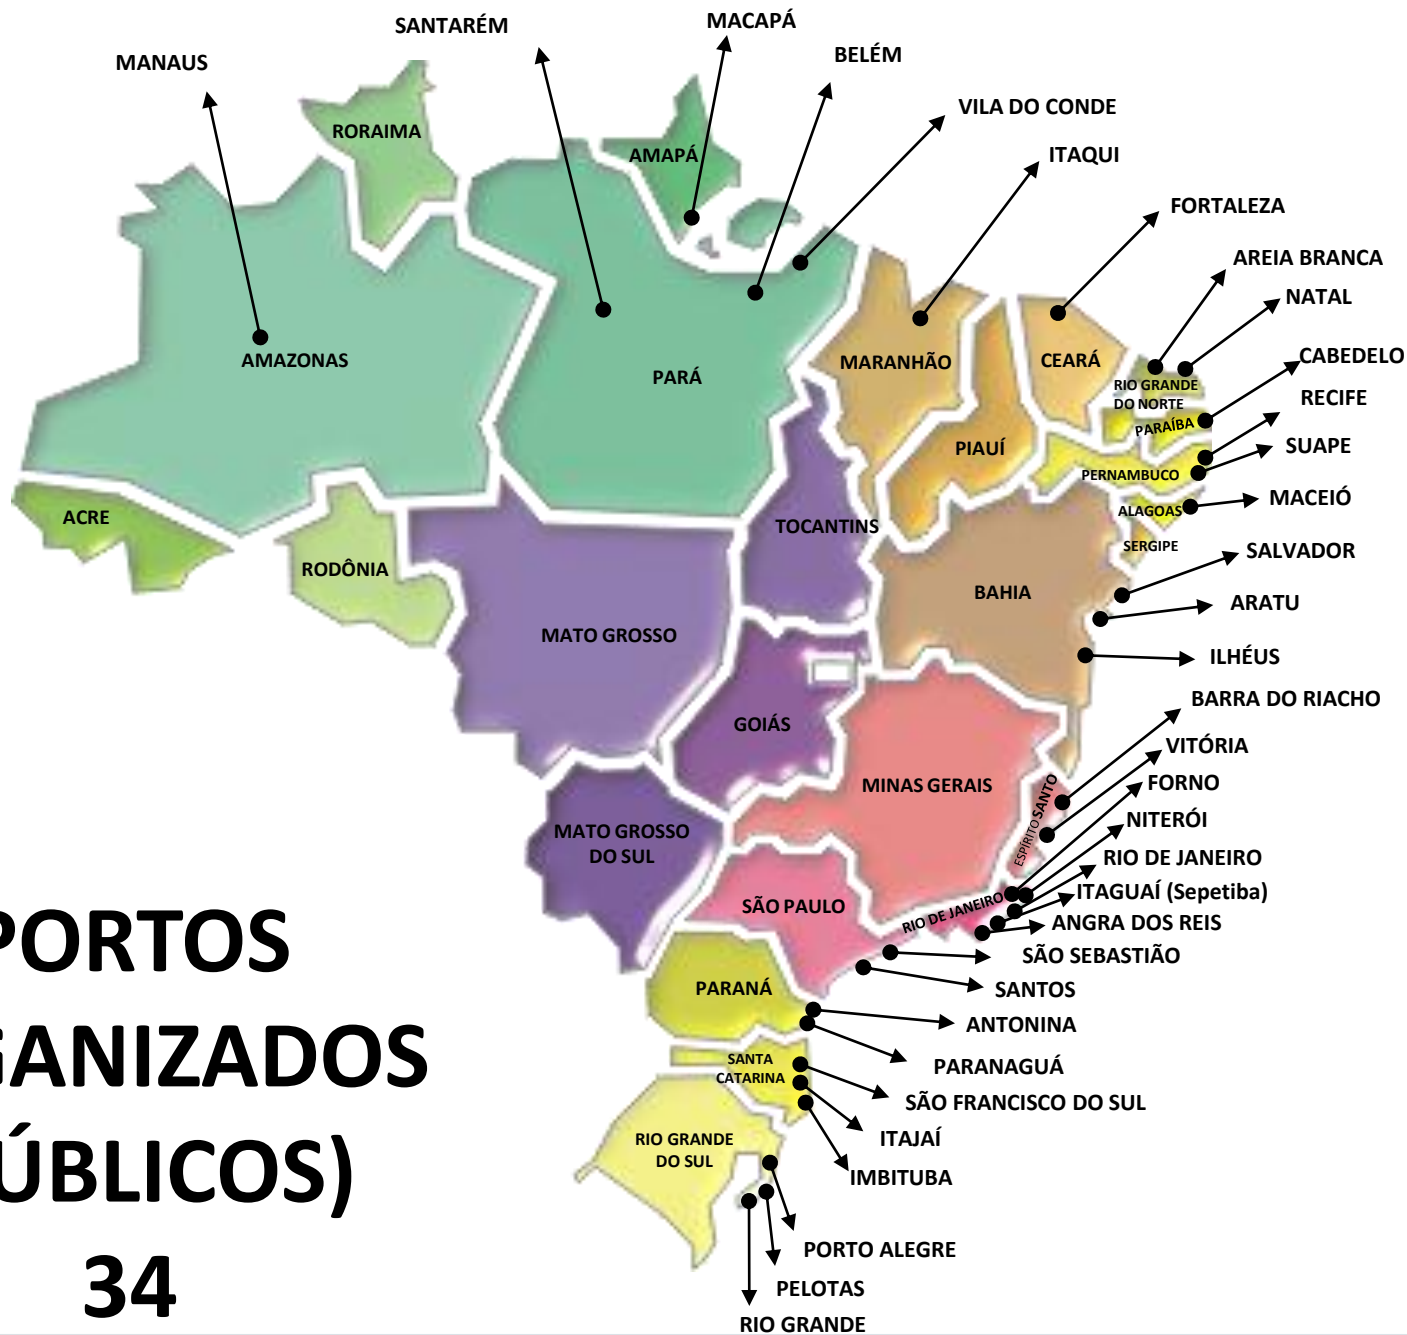 MACAPÁ
SANTARÉM
BELÉM
MANAUS
VILA DO CONDE
RORAIMA
AMAPÁ
ITAQUI
FORTALEZA
AREIA BRANCA
NATAL
AMAZONAS
PARÁ
MARANHÃO
CEARÁ
CABEDELO
RIO GRANDE
DO NORTE
RECIFE
PARAÍBA
PIAUÍ
SUAPE
PERNAMBUCO
MACEIÓ
ALAGOAS
ACRE
TOCANTINS
SERGIPE
SALVADOR
RODÔNIA
BAHIA
ARATU
MATO GROSSO
ILHÉUS
BARRA DO RIACHO
GOIÁS
VITÓRIA
MINAS GERAIS
FORNO
ESPÍRITO SANTO
NITERÓI
MATO GROSSO
DO SUL
RIO DE JANEIRO
ITAGUAÍ (Sepetiba)
SÃO PAULO
RIO DE JANEIRO
ANGRA DOS REIS
SÃO SEBASTIÃO
PARANÁ
SANTOS
ANTONINA
PARANAGUÁ
SANTA
CATARINA
SÃO FRANCISCO DO SUL
ITAJAÍ
RIO GRANDE
DO SUL
IMBITUBA
PORTO ALEGRE
PELOTAS
RIO GRANDE
PORTOS
GANIZADOS
ÚBLICOS)
34